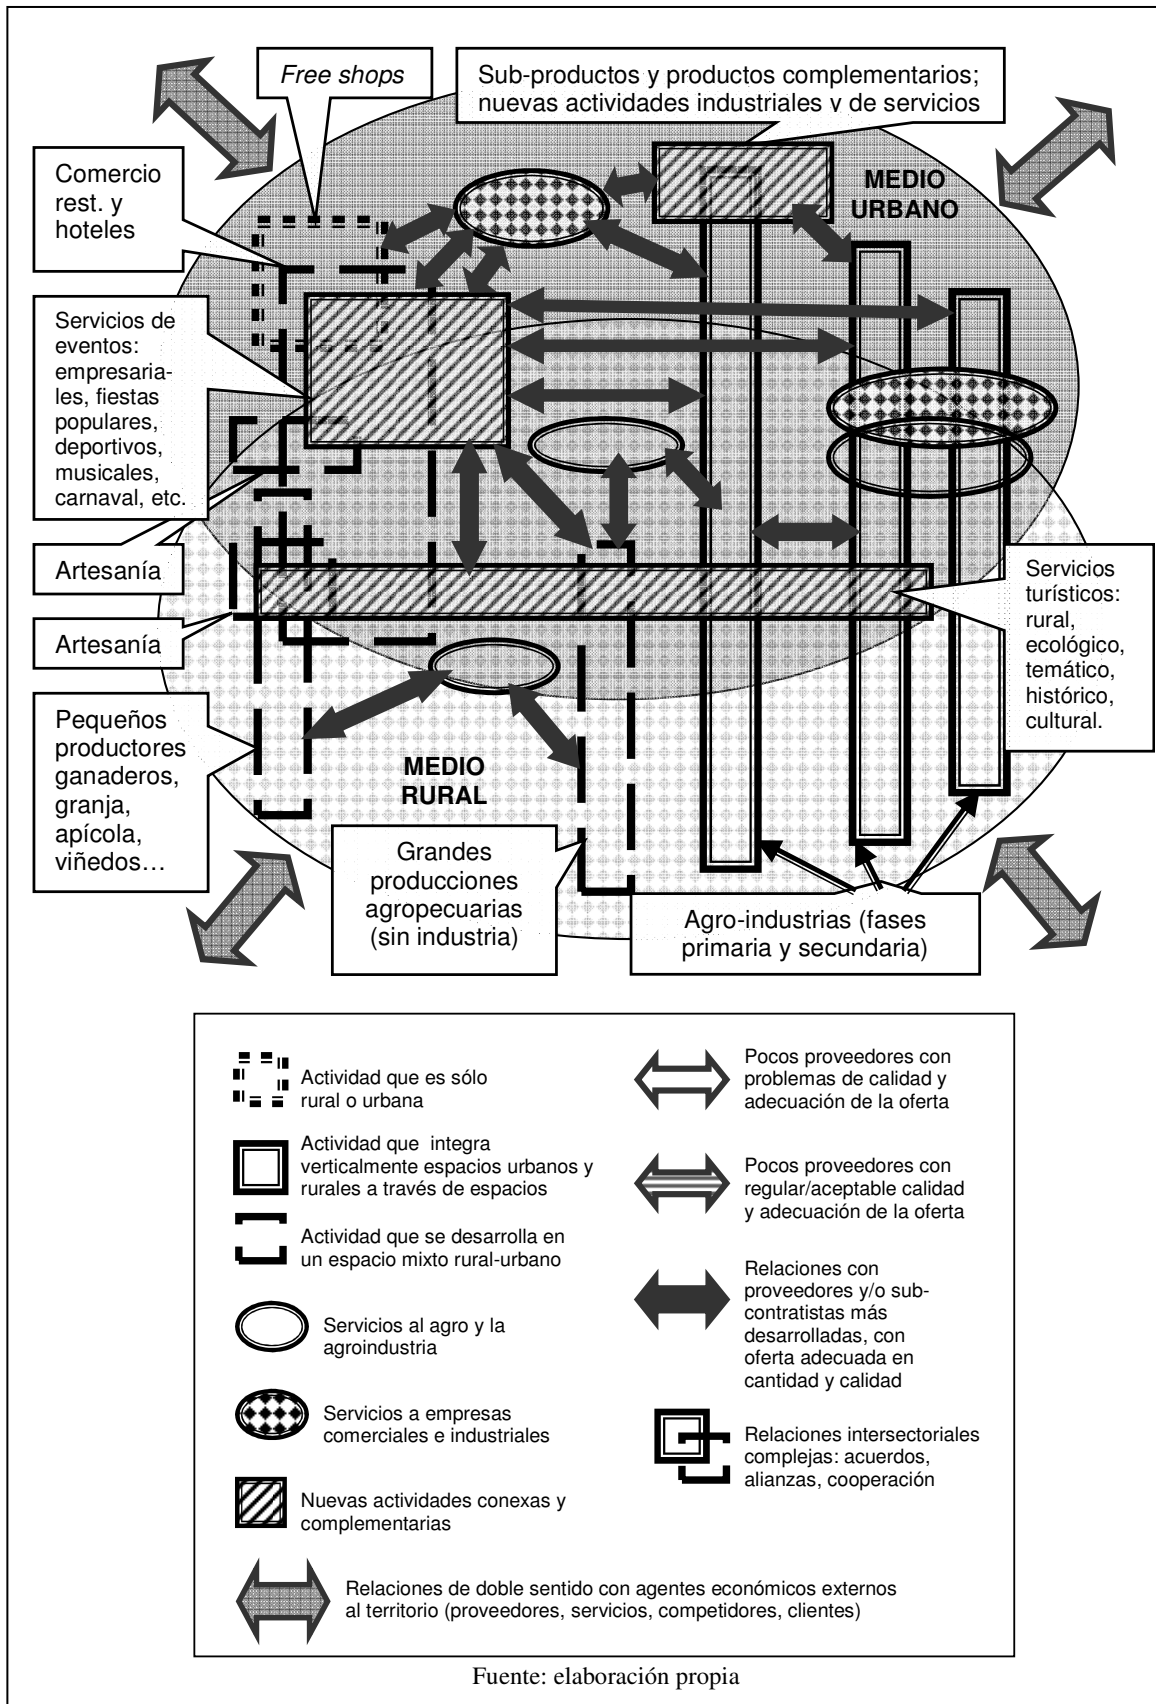 Free shops
Sub-productos y productos complementarios;
nuevas actividades industriales y de servicios
Comercio
rest. y
hoteles
MEDIO
URBANO
Servicios de
eventos:
empresaria-
les, fiestas
populares,
deportivos,
musicales,
carnaval, etc.
Artesanía
Artesanía
Servicios
turísticos:
rural,
ecológico,
temático,
histórico,
cultural.
Pequeños
productores
ganaderos,
granja,
apícola,
viñedos…
MEDIO
RURAL
Grandes
producciones
agropecuarias
(sin industria)
Agro-industrias (fases
primaria y secundaria)
Actividad que es sólo
rural o urbana
Actividad que integra
verticalmente espacios urbanos y
rurales a través de espacios
Actividad que se desarrolla en
un espacio mixto rural-urbano
Servicios al agro y la
agroindustria
Servicios a empresas
comerciales e industriales
Nuevas actividades conexas y
complementarias
Pocos proveedores con
problemas de calidad y
adecuación de la oferta
Pocos proveedores con
regular/aceptable calidad
y adecuación de la oferta
Relaciones con
proveedores y/o sub-
contratistas más
desarrolladas, con
oferta adecuada en
cantidad y calidad
Relaciones intersectoriales
complejas: acuerdos,
alianzas, cooperación
Relaciones de doble sentido con agentes económicos externos
al territorio (proveedores, servicios, competidores, clientes)
Fuente: elaboración propia